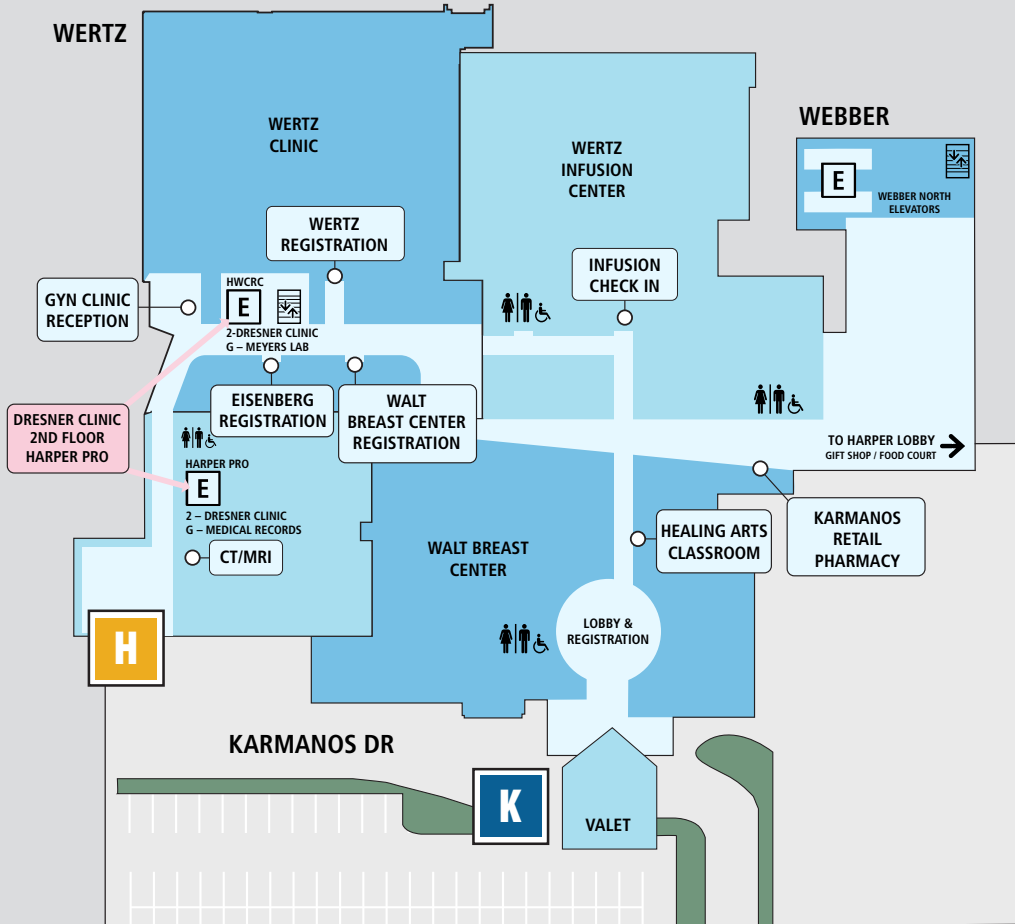 WERTZ
WERTZ
CLINIC
WERTZ
INFUSION
CENTER
WEBBER
E
WEBBER NORTH
ELEVATORS
WERTZ
REGISTRATION
INFUSION
CHECK IN
GYN CLINIC
RECEPTION
HWCRC
E
2-DRESNER CLINIC
G – MEYERS LAB
EISENBERG
REGISTRATION
WALT
BREAST CENTER
REGISTRATION
DRESNER CLINIC
2ND FLOOR
HARPER PRO
HARPER PRO
E
2 – DRESNER CLINIC
G – MEDICAL RECORDS
CT/MRI
TO HARPER LOBBY
GIFT SHOP / FOOD COURT
KARMANOS
RETAIL
PHARMACY
HEALING ARTS
CLASSROOM
WALT BREAST
CENTER
LOBBY &
REGISTRATION
H
KARMANOS DR
K
VALET